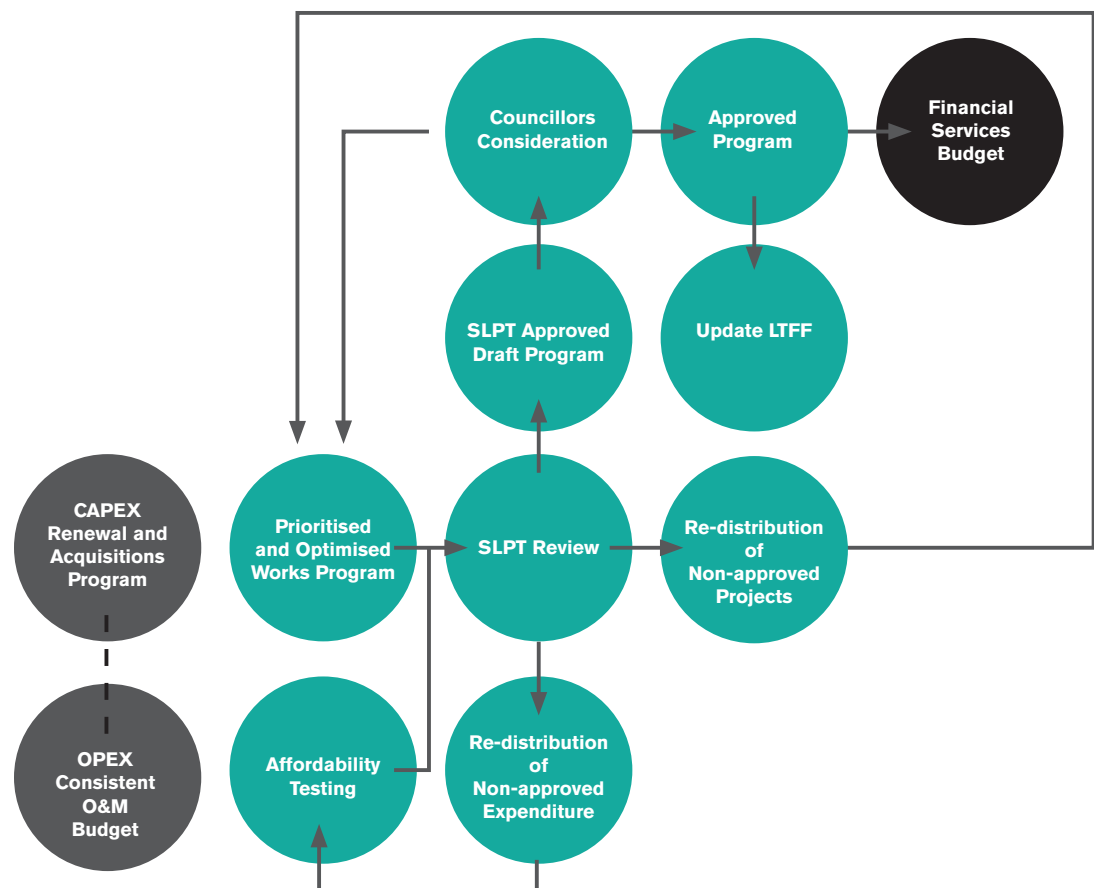 Councillors
Consideration
Approved
Program
Financial
Services
Budget
SLPT Approved
Draft Program
Update LTFF
CAPEX
Renewal and
Acquisitions
Program
Prioritised
and Optimised
Works Program
SLPT Review
Re-distribution
of
Non-approved
Projects
OPEX
Consistent
O&M
Budget
Affordability
Testing
Re-distribution
of
Non-approved
Expenditure